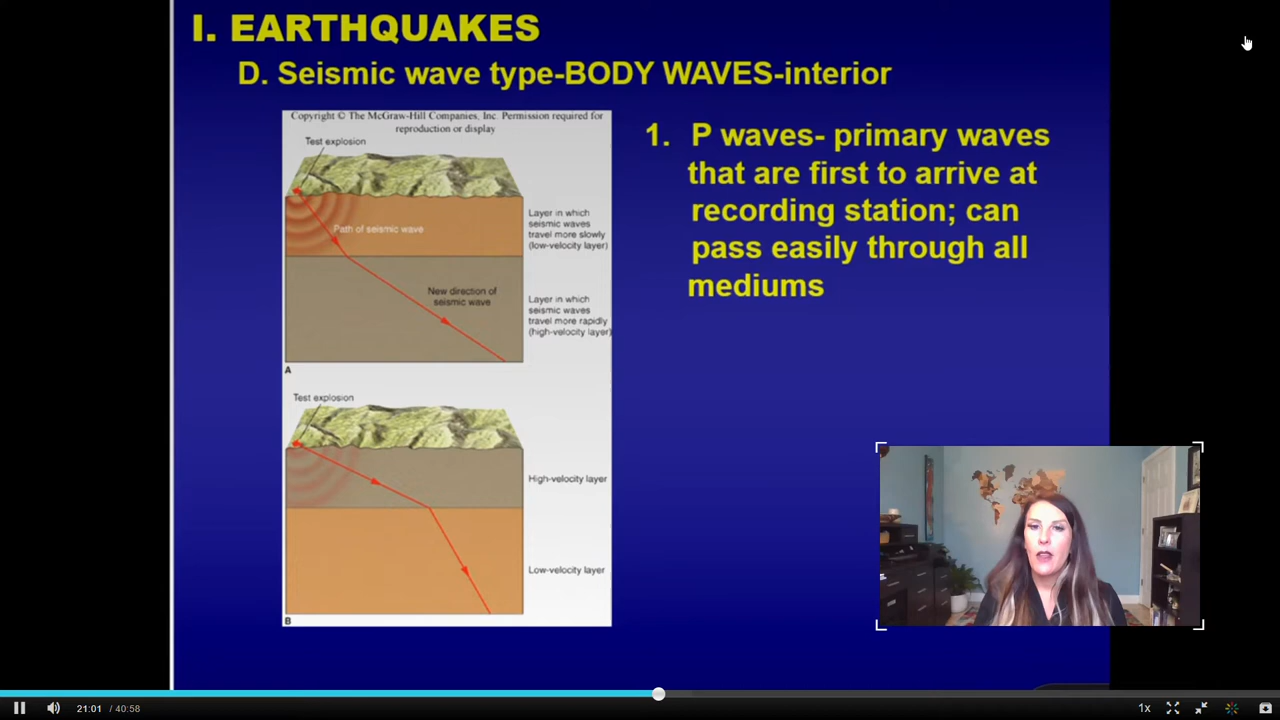 I. EARTHQUAKES
D. Seismic wave type-BODY WAVES-interior
Copyright © The McGraw-Hill Companies, Inc. Permission required for
reproduction or display
Test explosion
Path of seismic wave
Layer in which
seismic waves
travel more slowly
(low-velocity layer)
New direction of
seismic wave
Layer in which
seismic waves
travel more rapidly
(high-velocity layer)
A
Test explosion
High-velocity layer
Low-velocity layer
B
1. P waves- primary waves
that are first to arrive at
recording station; can
pass easily through all
mediums
21:01 / 40:58
1x